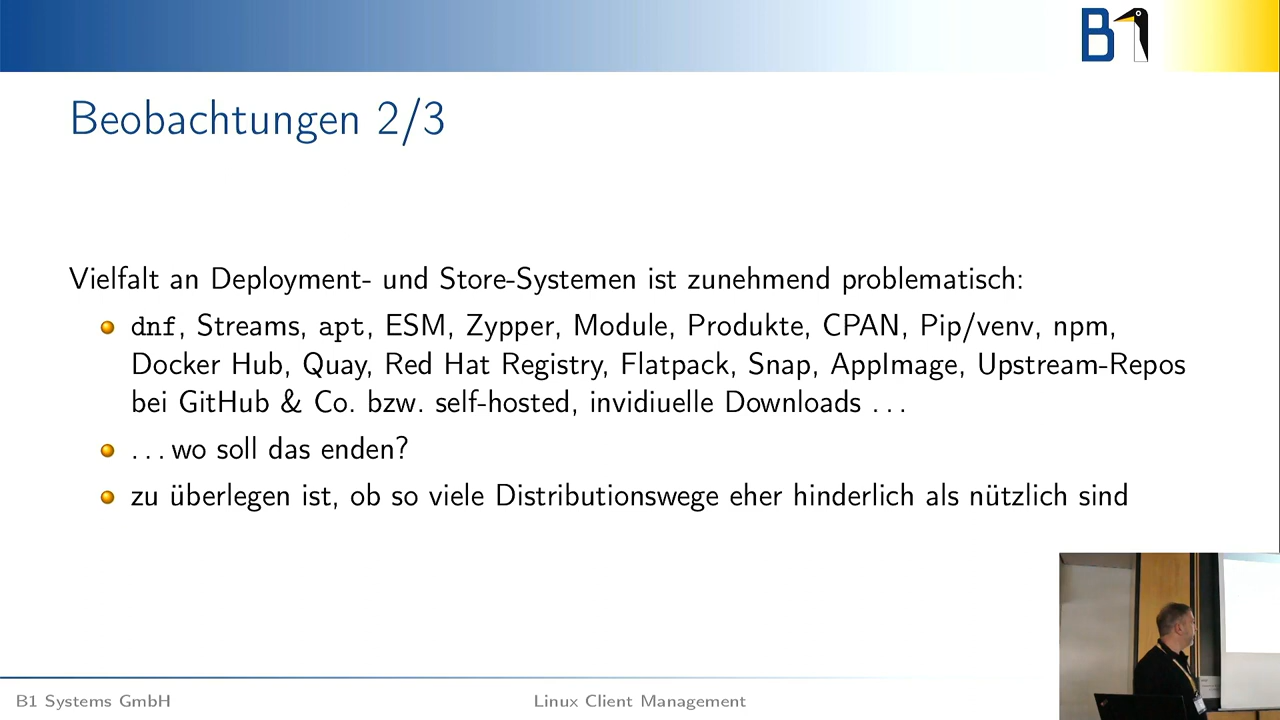 B1
Beobachtungen 2/3
Vielfalt an Deployment- und Store-Systemen ist zunehmend problematisch:
dnf, Streams, apt, ESM, Zypper, Module, Produkte, CPAN, Pip/venv, npm,
Docker Hub, Quay, Red Hat Registry, Flatpack, Snap, AppImage, Upstream-Repos
bei GitHub & Co. bzw. self-hosted, invidiuelle Downloads ...
... wo soll das enden?
zu überlegen ist, ob so viele Distributionswege eher hinderlich als nützlich sind
B1 Systems GmbH
Linux Client Management